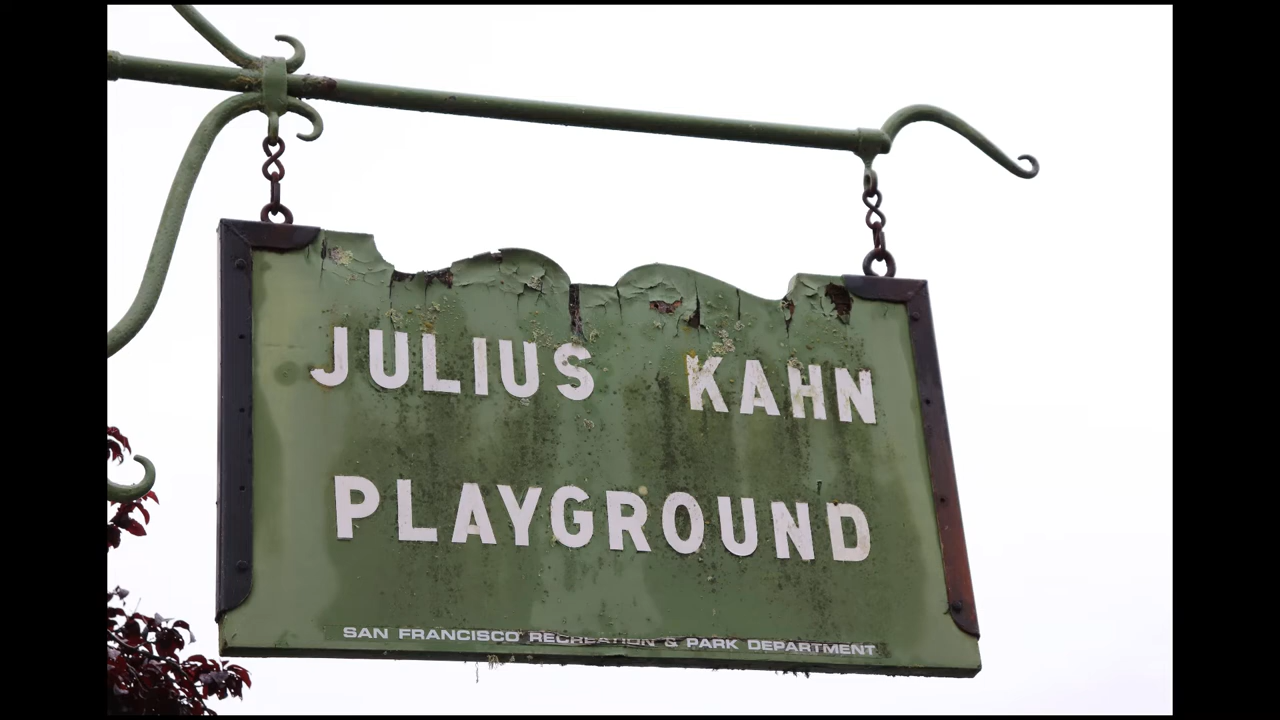 JULIUS KAHN
PLAYGROUND
SAN FRANCISCO RECREATION & PARK DEPARTMENT